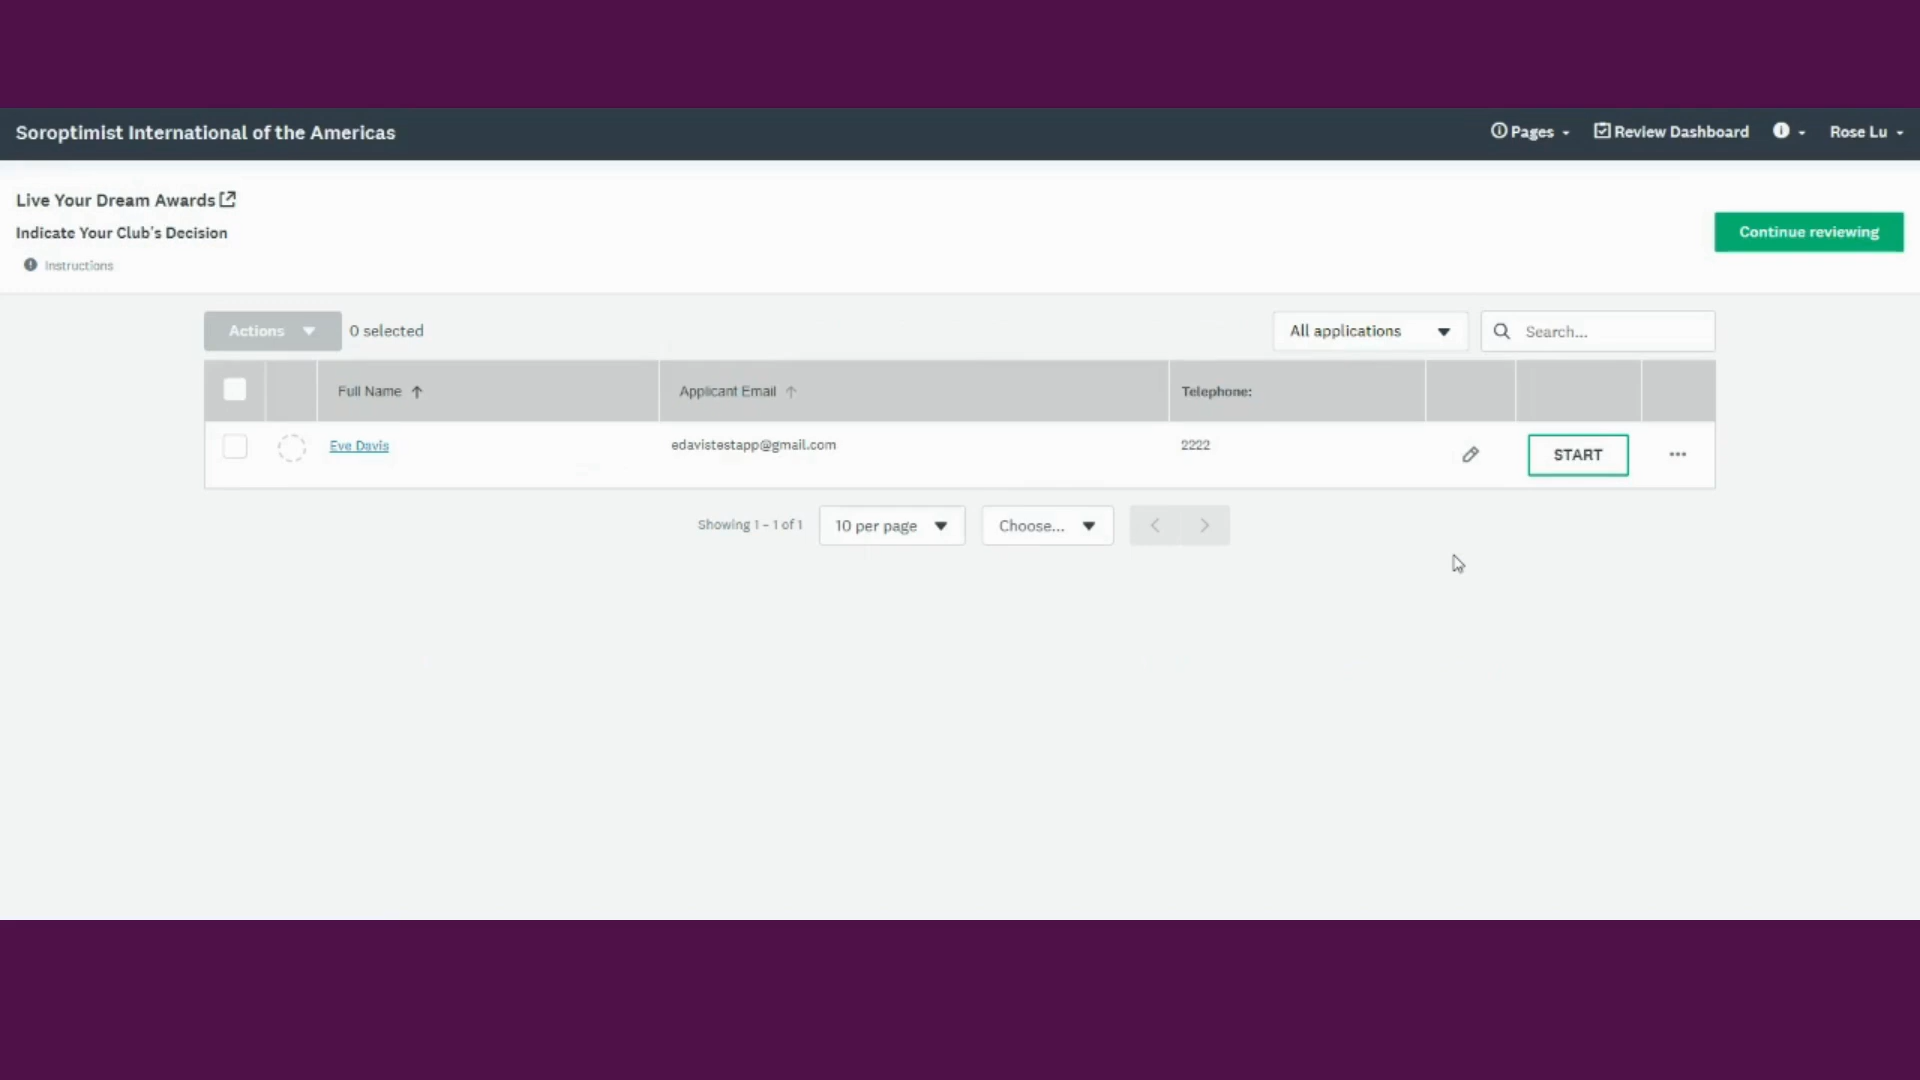 Soroptimist International of the Americas
Pages
Review Dashboard
Rose Lu
Live Your Dream Awards
Indicate Your Club's Decision
Instructions
Continue reviewing
Actions
0 selected
All applications
Search...
Full Name
Applicant Email
Telephone:
Eve Davis
edavistestapp@gmail.com
2222
START
Showing 1 - 1 of 1
10 per page
Choose...